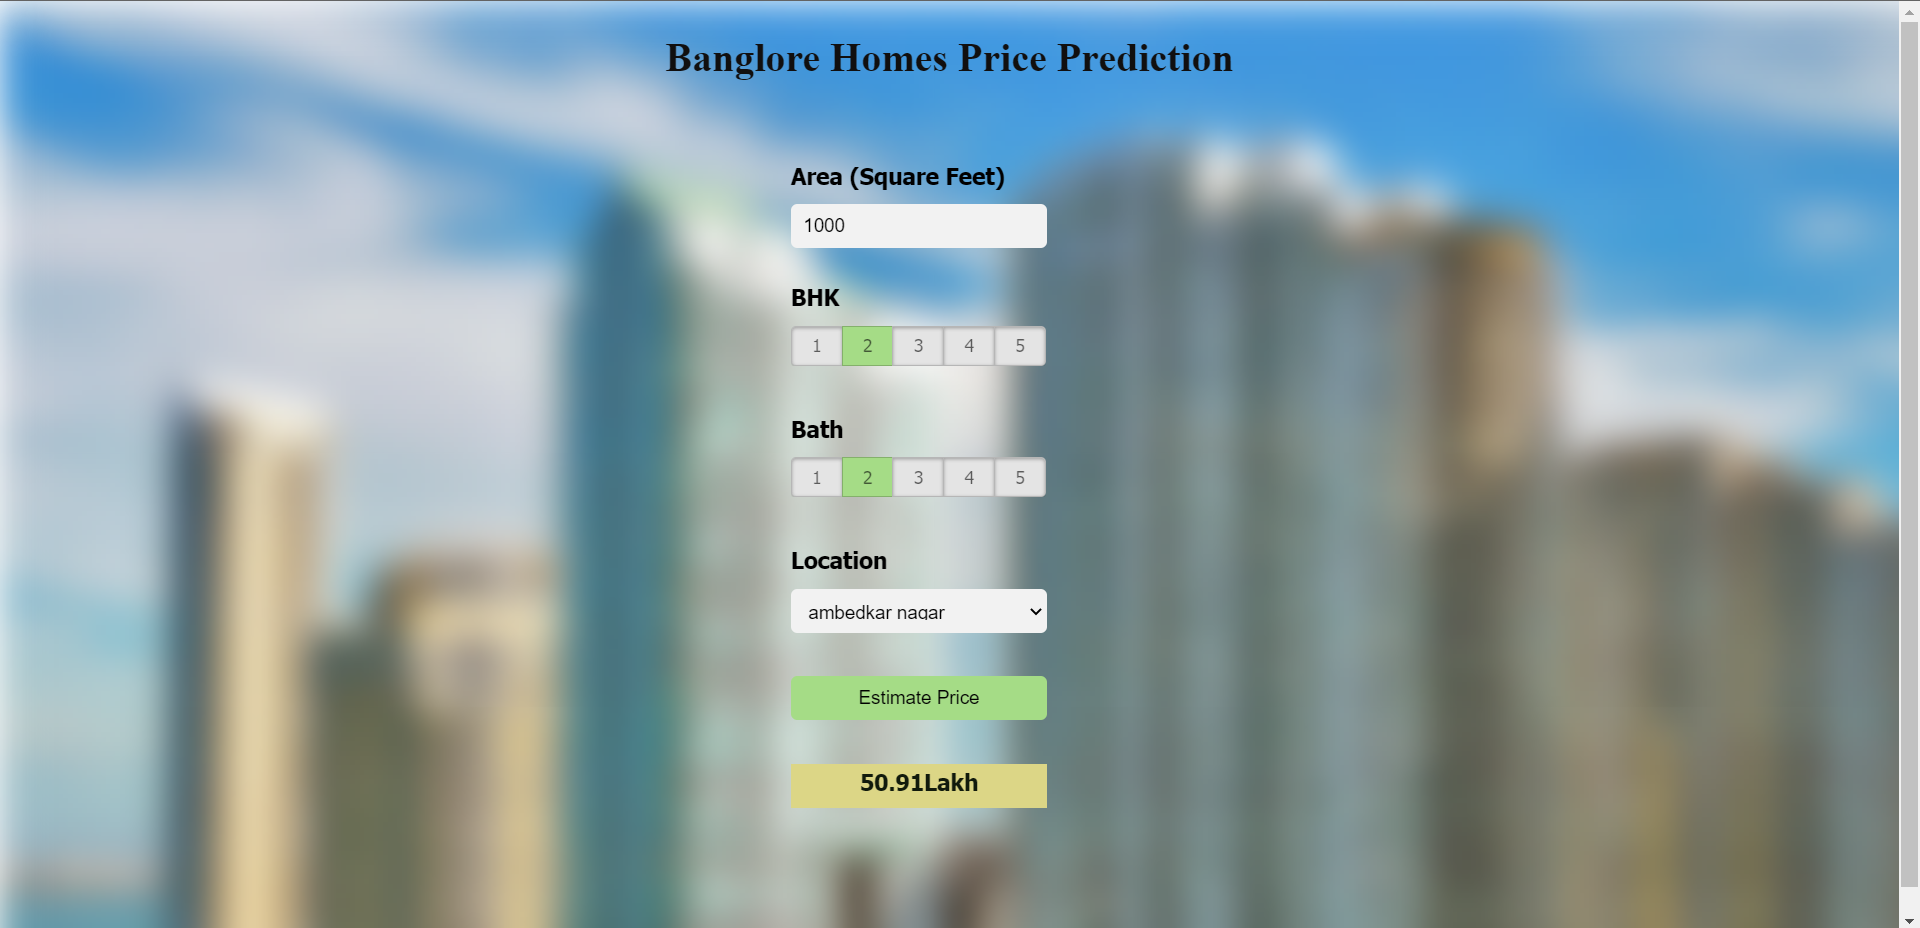 Banglore Homes Price Prediction
Area (Square Feet)
1000
BHK
1 2 3 4 5
Bath
1 2 3 4 5
Location
ambedkar nagar
Estimate Price
50.91Lakh